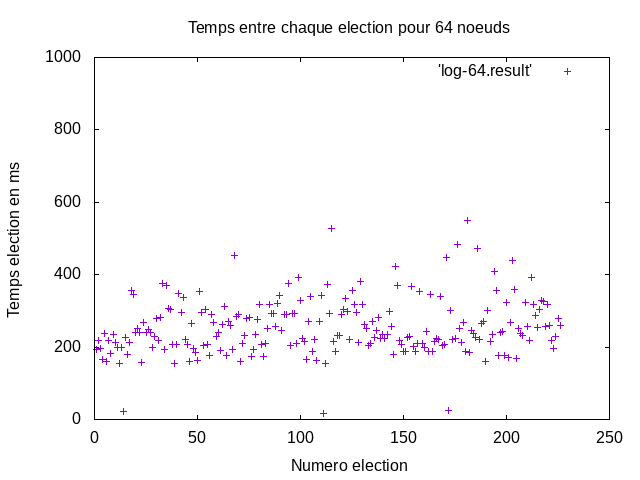 Temps entre chaque election pour 64 noeuds
1000
'log-64.result'
800
600
400
200
0
Temps election en ms
0 50 100 150 200 250
Numero election